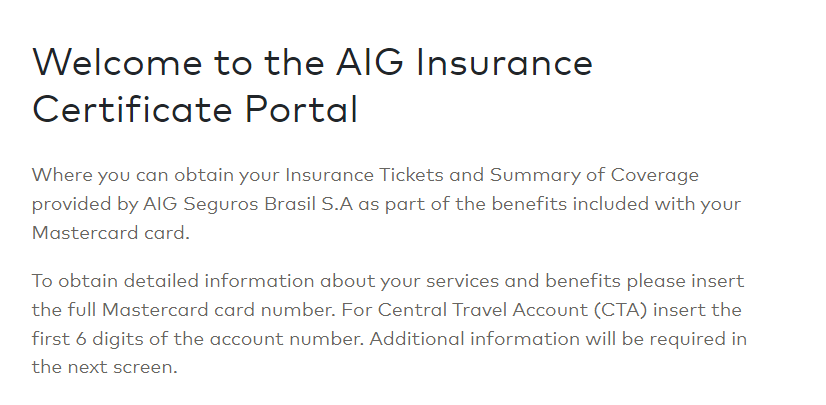 Welcome to the AIG Insurance
Certificate Portal
Where you can obtain your Insurance Tickets and Summary of Coverage
provided by AIG Seguros Brasil S.A as part of the benefits included with your
Mastercard card.
To obtain detailed information about your services and benefits please insert
the full Mastercard card number. For Central Travel Account (CTA) insert the
first 6 digits of the account number. Additional information will be required in
the next screen.